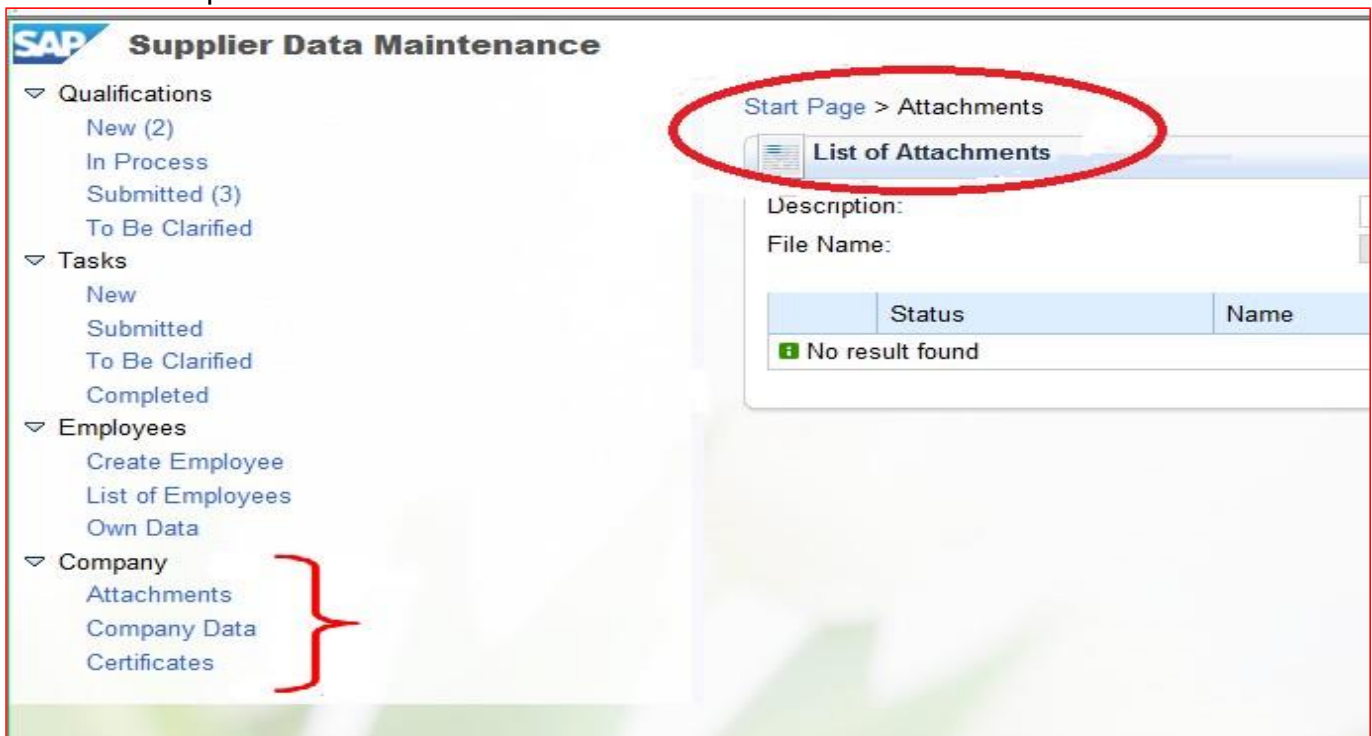 SAP Supplier Data Maintenance
Qualifications
New (2)
In Process
Submitted (3)
To Be Clarified
Tasks
New
Submitted
To Be Clarified
Completed
Employees
Create Employee
List of Employees
Own Data
Company
Attachments
Company Data
Certificates
Start Page > Attachments
List of Attachments
Description:
File Name:
Status Name
No result found